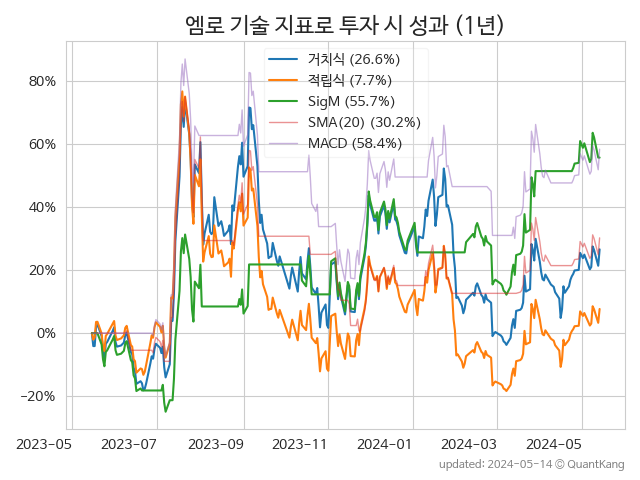 엠로 기술 지표로 투자 시 성과 (1년)
거치식 (26.6%)
적립식 (7.7%)
SigM (55.7%)
SMA(20) (30.2%)
MACD (58.4%)
80%
60%
40%
20%
0%
−20%
2023-05 2023-07 2023-09 2023-11 2024-01 2024-03 2024-05
updated: 2024-05-14 © QuantKang